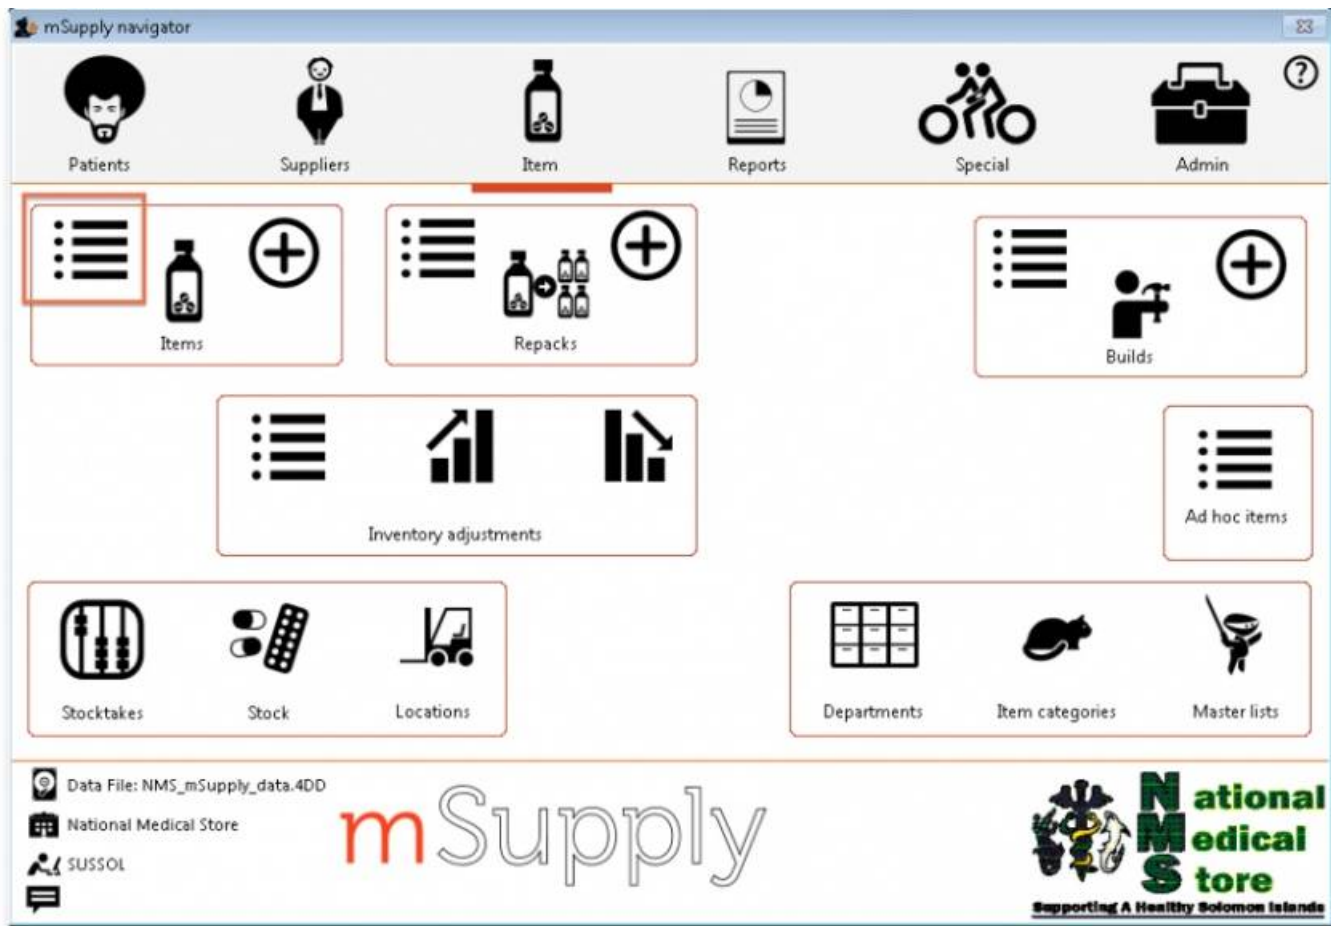 mSupply navigator
?
Patients
Suppliers
Item
Reports
Special
Admin
Items
Repacks
Builds
Inventory adjustments
Ad hoc items
Stocktakes
Stock
Locations
Departments
Item categories
Master lists
Data File: NMS_mSupply_data.4DD
National Medical Store
SUSSOL
mSupply
National
Medical
Store
Supporting A Healthy Solomon Islands